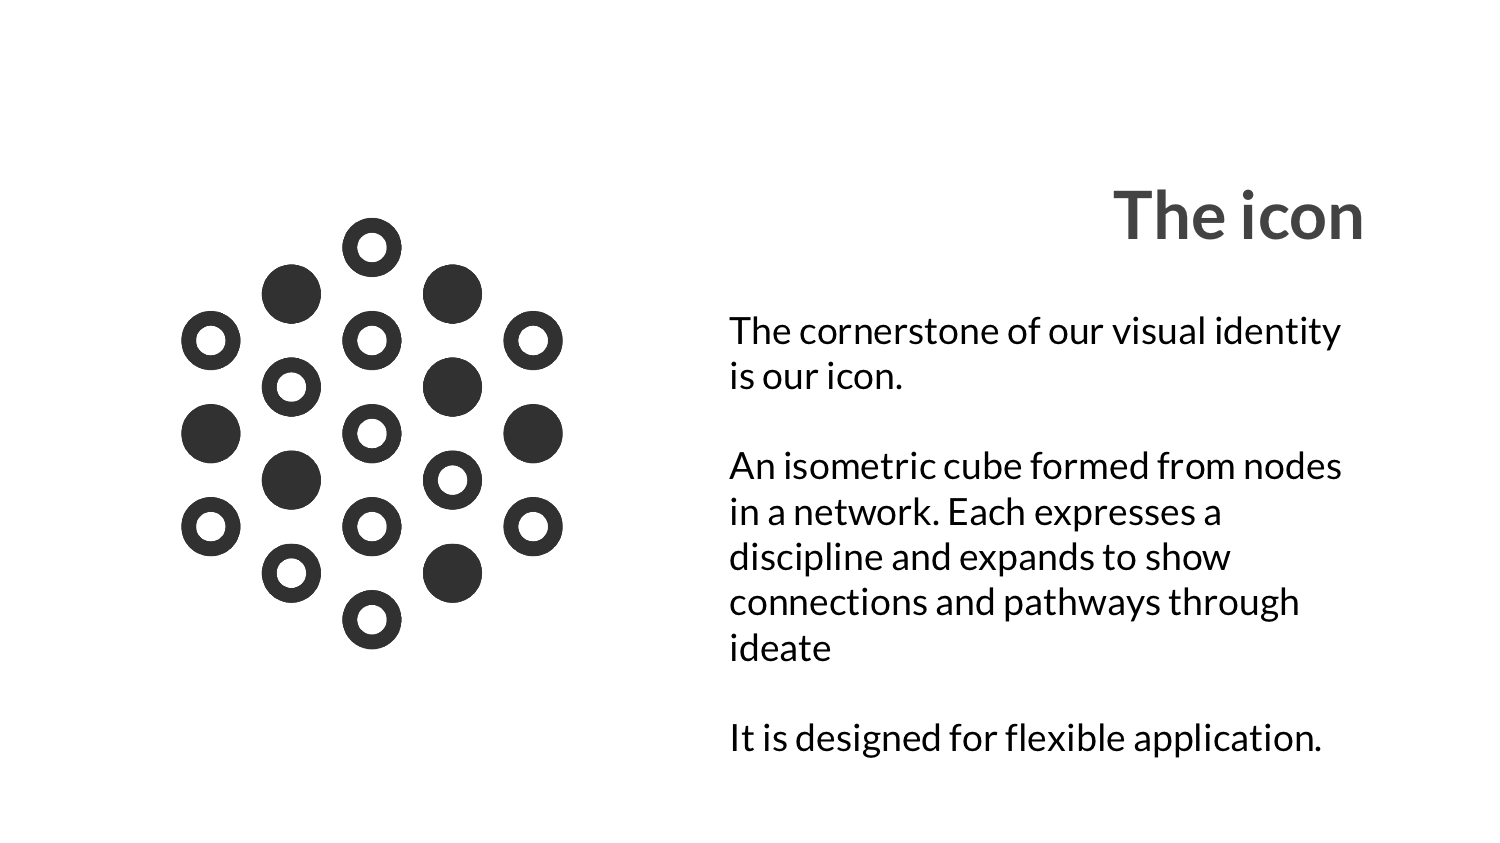 The icon
The cornerstone of our visual identity
is our icon.
An isometric cube formed from nodes
in a network. Each expresses a
discipline and expands to show
connections and pathways through
ideate
It is designed for flexible application.